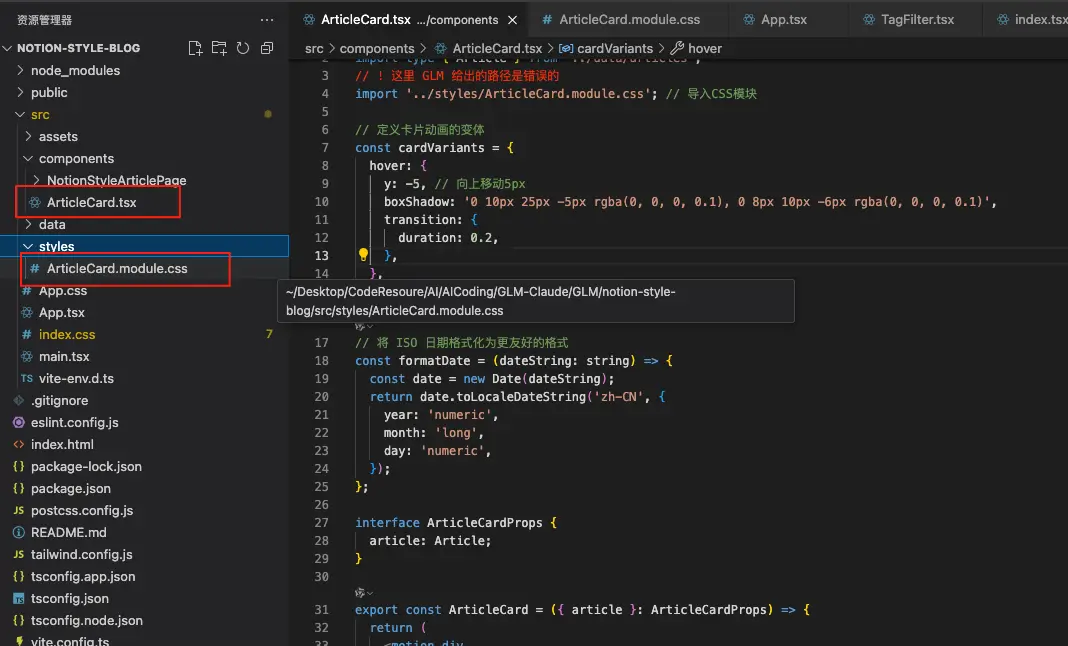 资源管理器
NOTION-STYLE-BLOG
node_modules
public
src
assets
components
NotionStyleArticlePage
ArticleCard.tsx
data
styles
# ArticleCard.module.css
# App.css
App.tsx
# index.css 7
main.tsx
TS vite-env.d.ts
.gitignore
eslint.config.js
<> index.html
{} package-lock.json
{} package.json
JS postcss.config.js
README.md
JS tailwind.config.js
{} tsconfig.app.json
TS tsconfig.json
{} tsconfig.node.json
vite.config.ts
ArticleCard.tsx .../components
# ArticleCard.module.css
App.tsx
TagFilter.tsx
index.tsx
src > components > ArticleCard.tsx > cardVariants > hover
2 import type { Article } from '../data/articles';
3 // ! 这里 GLM 给出的路径是错误的
4 import '../styles/ArticleCard.module.css'; // 导入CSS模块
5
6 // 定义卡片动画的变体
7 const cardVariants = {
8 hover: {
9 y: -5, // 向上移动5px
10 boxShadow: '0 10px 25px -5px rgba(0, 0, 0, 0.1), 0 8px 10px -6px rgba(0, 0, 0, 0.1)',
11 transition: {
12 duration: 0.2,
13 },
14 },
~/Desktop/CodeResoure/AI/AICoding/GLM-Claude/GLM/notion-style-
blog/src/styles/ArticleCard.module.css
17 // 将 ISO 日期格式化为更友好的格式
18 const formatDate = (dateString: string) => {
19 const date = new Date(dateString);
20 return date.toLocaleDateString('zh-CN', {
21 year: 'numeric',
22 month: 'long',
23 day: 'numeric',
24 });
25 };
26
27 interface ArticleCardProps {
28 article: Article;
29 }
30
31 export const ArticleCard = ({ article }: ArticleCardProps) => {
32 return (
33 <motion.div